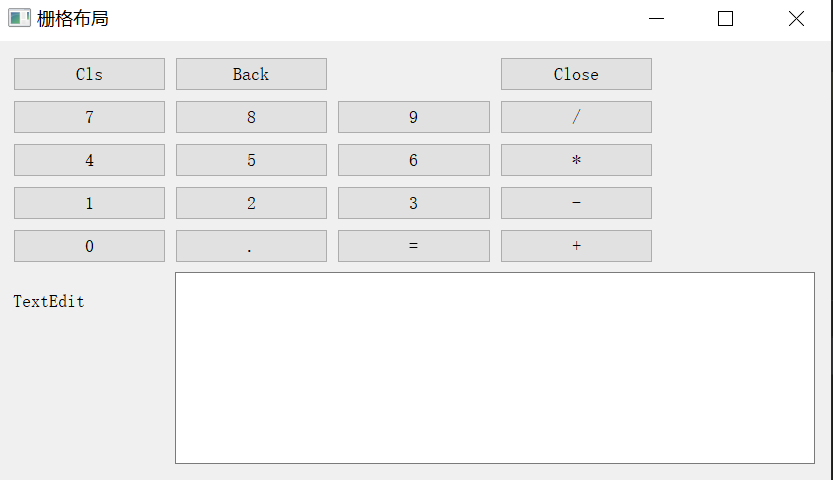 栅格布局
Cls Back Close
7 8 9 /
4 5 6 *
1 2 3 -
0 . = +
TextEdit